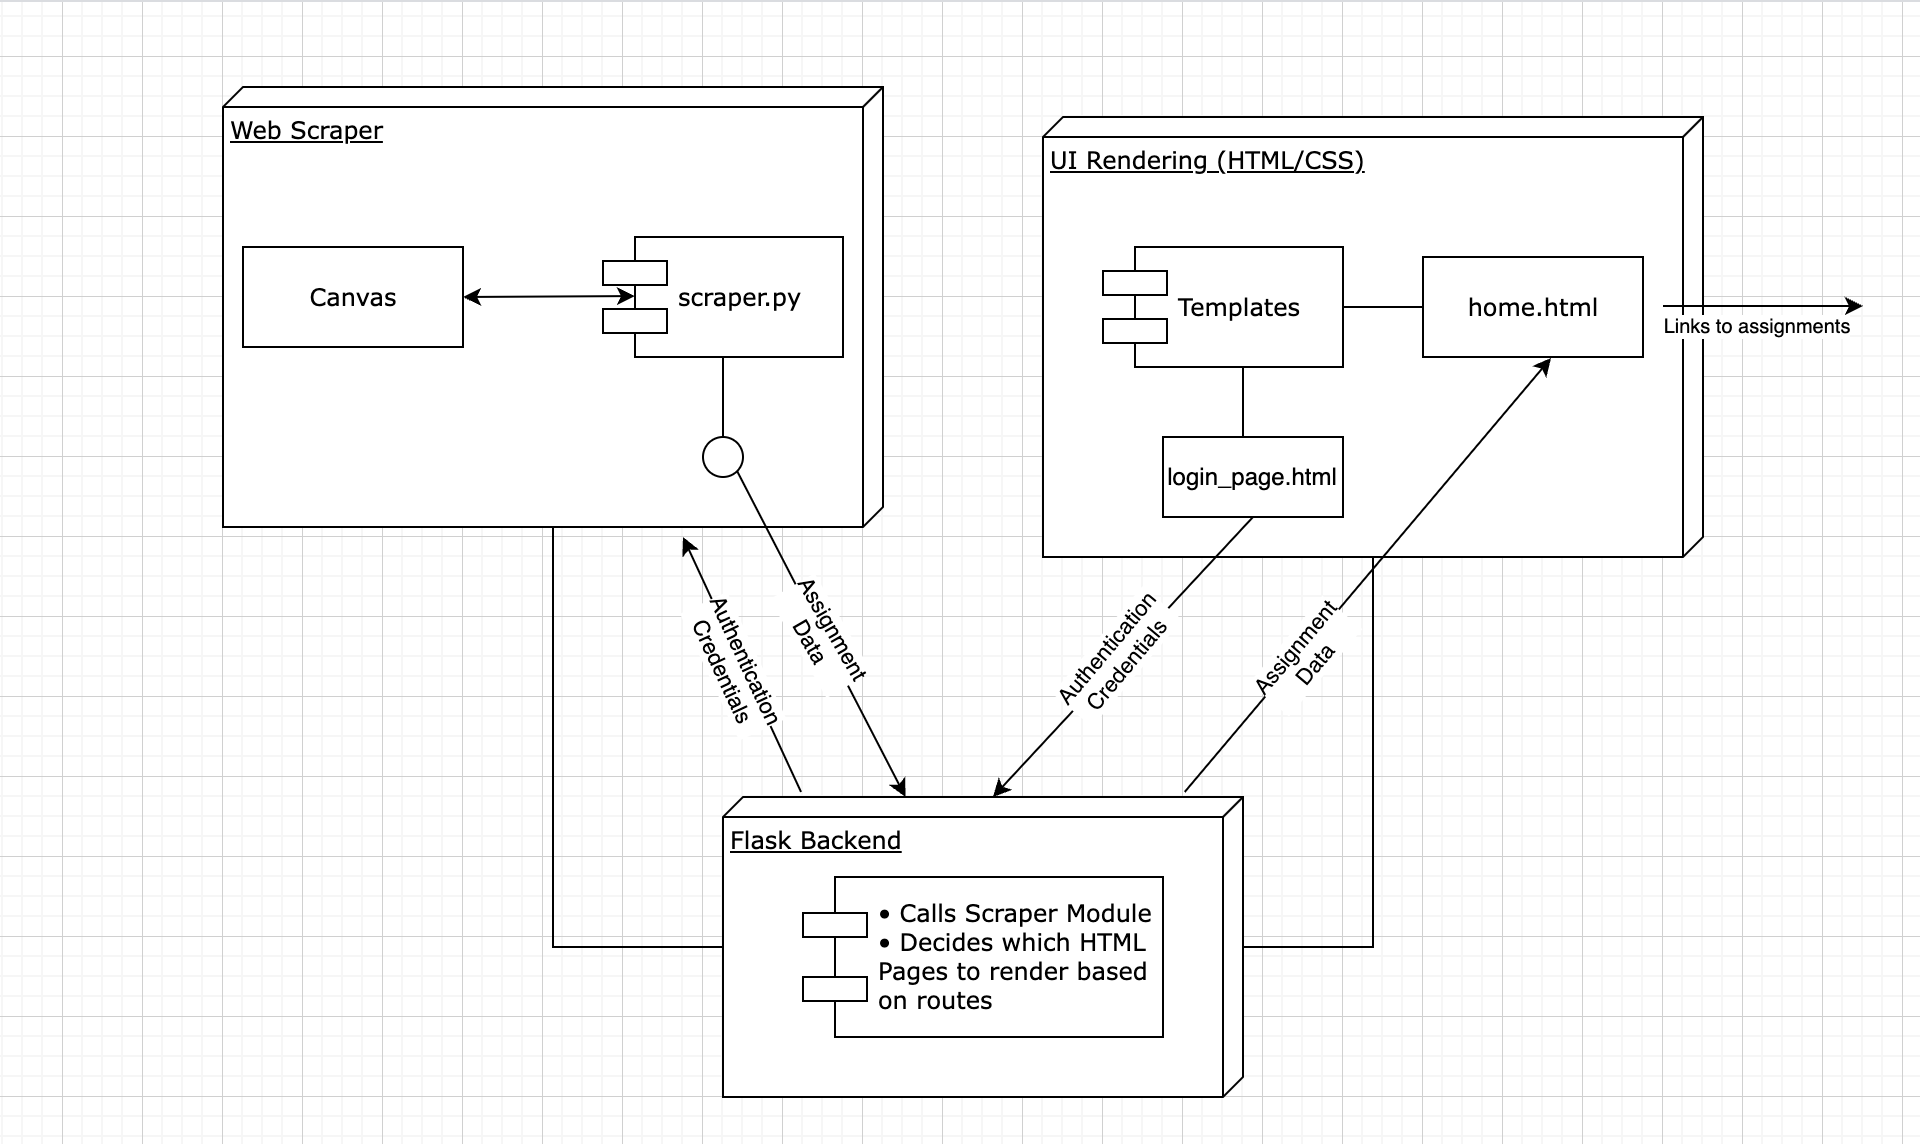 Web Scraper
Canvas
scraper.py
UI Rendering (HTML/CSS)
Templates
home.html
Links to assignments
login_page.html
Authentication
Credentials
Assignment
Data
Authentication
Credentials
Assignment
Data
Flask Backend
• Calls Scraper Module
• Decides which HTML
Pages to render based
on routes